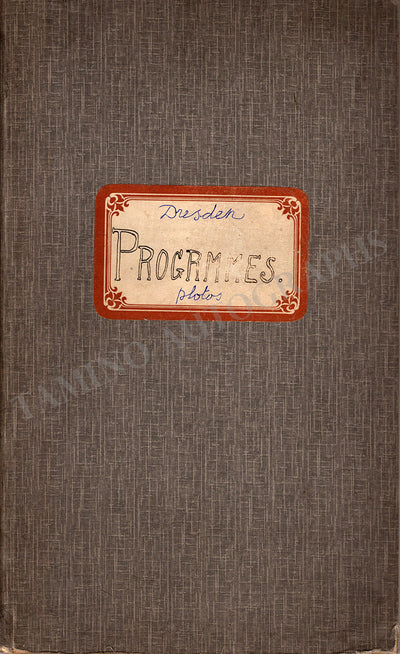 Dresden
PROGRMMES.
photos
TAMINO AUTOGRAPHS